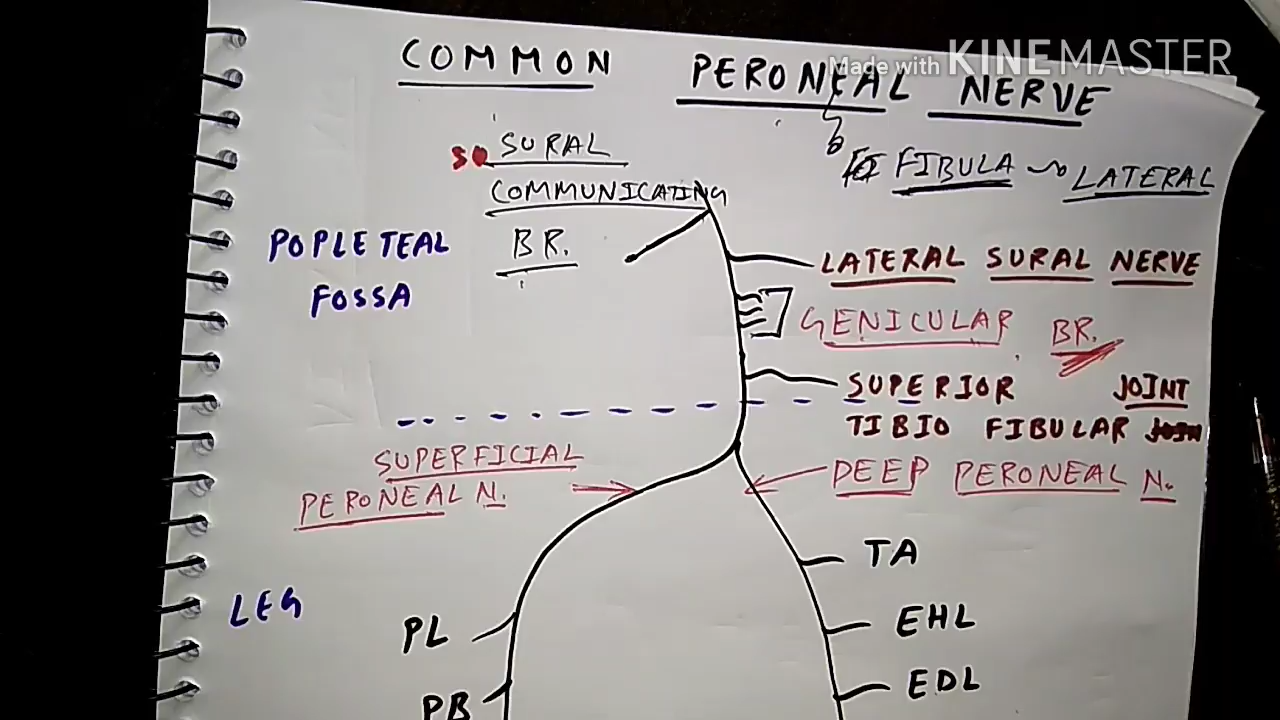 COMMON PERONEAL NERVE
Made with KINEMASTER
FIBULA LATERAL
SURAL
COMMUNICATING
BR.
POPLETEAL
FOSSA
LATERAL SURAL NERVE
GENICULAR BR.
SUPERIOR JOINT
TIBIO FIBULAR
SUPERFICIAL
PERONEAL N.
DEEP PERONEAL N.
TA
LEG
PL
EHL
PB
EDL